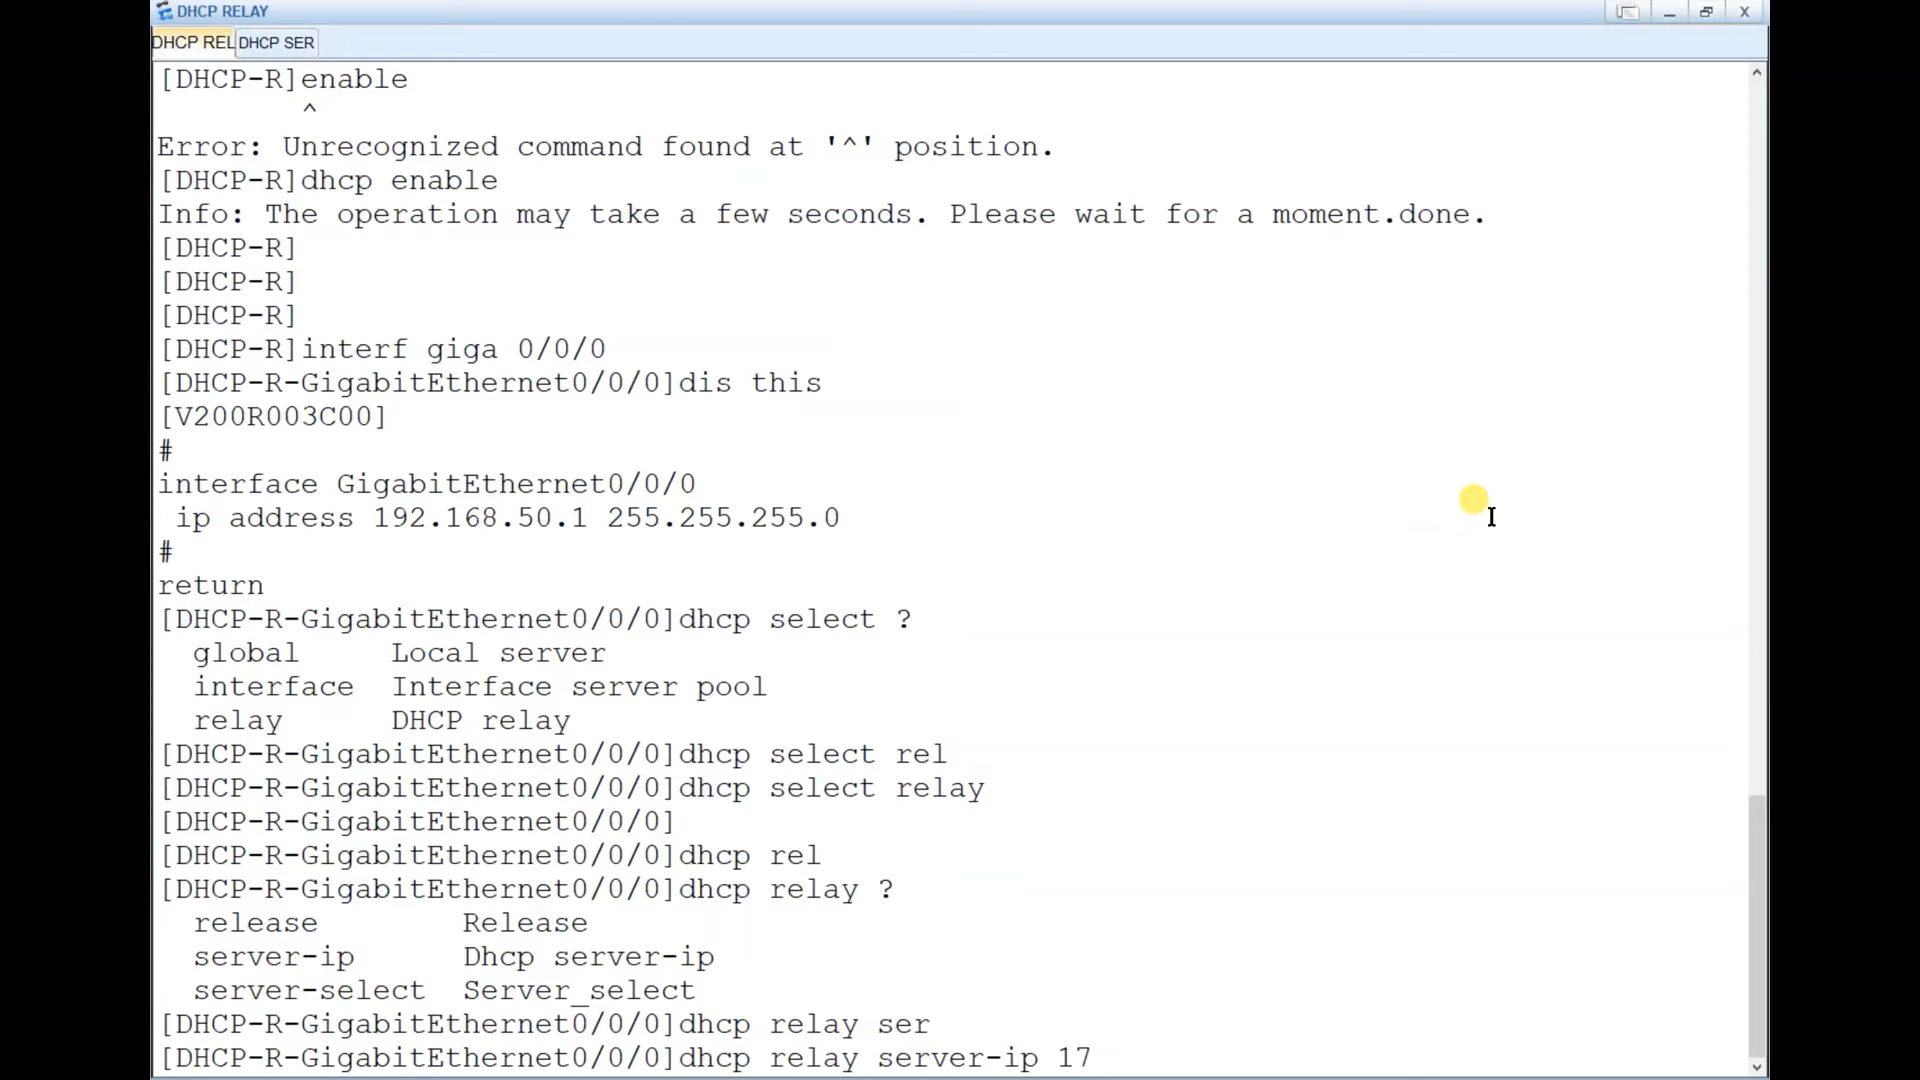 DHCP RELAY
DHCP REL DHCP SER
[DHCP-R]enable
^
Error: Unrecognized command found at '^' position.
[DHCP-R]dhcp enable
Info: The operation may take a few seconds. Please wait for a moment.done.
[DHCP-R]
[DHCP-R]
[DHCP-R]
[DHCP-R]interf giga 0/0/0
[DHCP-R-GigabitEthernet0/0/0]dis this
[V200R003C00]
#
interface GigabitEthernet0/0/0
ip address 192.168.50.1 255.255.255.0
#
return
[DHCP-R-GigabitEthernet0/0/0]dhcp select ?
global Local server
interface Interface server pool
relay DHCP relay
[DHCP-R-GigabitEthernet0/0/0]dhcp select rel
[DHCP-R-GigabitEthernet0/0/0]dhcp select relay
[DHCP-R-GigabitEthernet0/0/0]
[DHCP-R-GigabitEthernet0/0/0]dhcp rel
[DHCP-R-GigabitEthernet0/0/0]dhcp relay ?
release Release
server-ip Dhcp server-ip
server-select Server_select
[DHCP-R-GigabitEthernet0/0/0]dhcp relay ser
[DHCP-R-GigabitEthernet0/0/0]dhcp relay server-ip 17